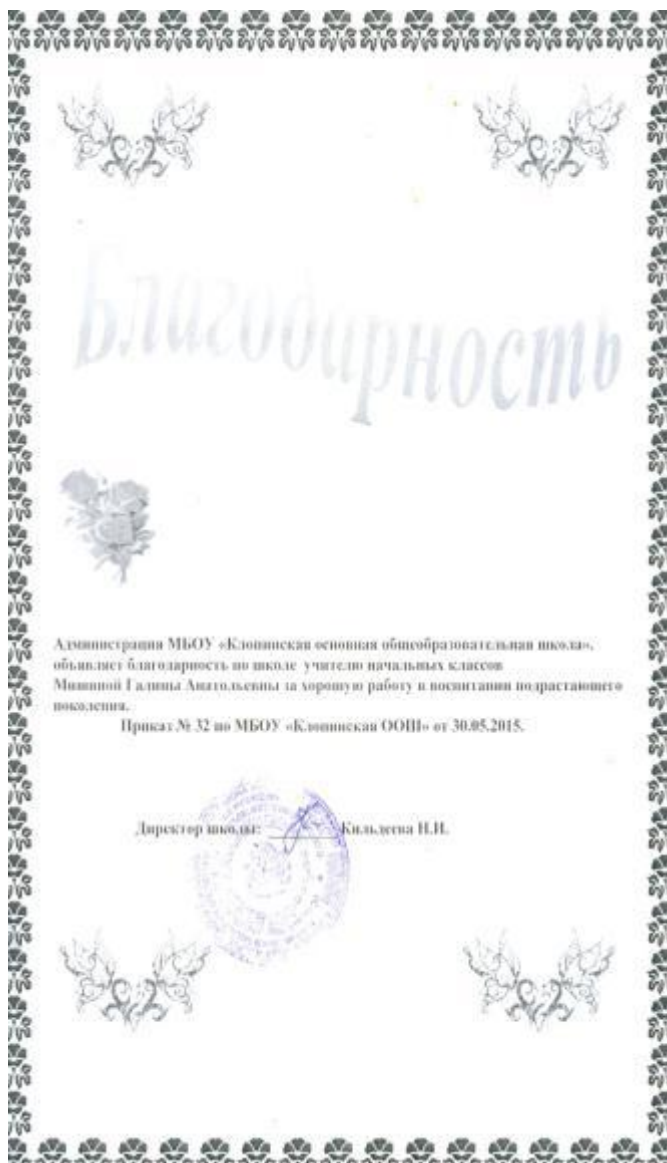 Благодарность
Администрация МБОУ «Клопинская основная общеобразовательная школа».
объявляет благодарность по школе учителю начальных классов
Галины Анатольевны за хорошую работу в воспитании подрастающего
поколения.
Приказ № 32 по МБОУ «Клопинская ООШ» от 30.05.2015.
Директор школы: Кильдеева Н.И.